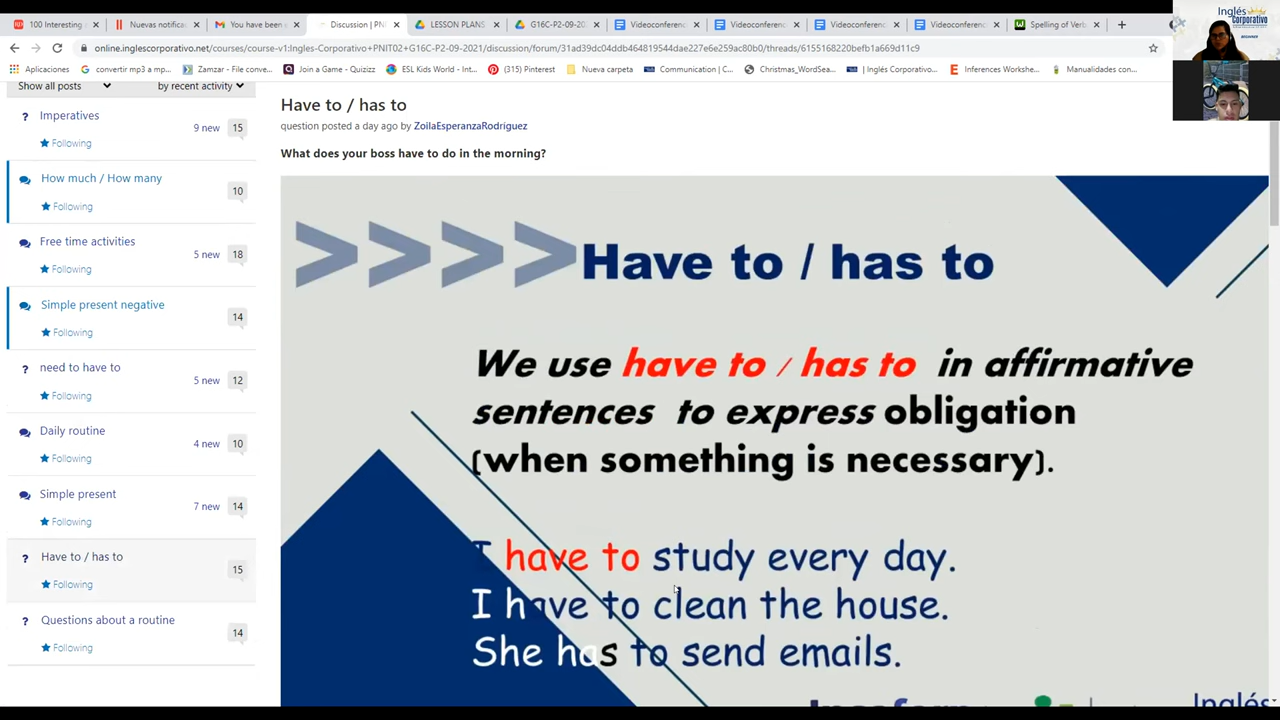 100 Interesting p
Nuevas notificac
You have been w
Discussion | PNI
LESSON PLANS
G16C-P2-09-20
Videoconferenc
Videoconferenc
Videoconferenc
Videoconferenc
Spelling of Verb
Inglés
Corporativo
online.inglescorporativo.net/courses/course-v1:Ingles-Corporativo+PNIT02+G16C-P2-09-2021/discussion/forum/31ad39dc04ddb464819544dae227e6e259ac80b0/threads/6155168220befb1a669d11c9
Aplicaciones
convertir mp3 a mp...
Zamzar - File conve...
Join a Game - Quizizz
ESL Kids World - Int...
(315) Pinterest
Nueva carpeta
Communication | C...
Christmas_WordSea...
| Inglés Corporativo...
Inferences Workshe...
Manualidades con...
Show all posts
by recent activity
Imperatives
9 new
15
Following
How much / How many
10
Following
Free time activities
5 new
18
Following
Simple present negative
14
Following
need to have to
5 new
12
Following
Daily routine
4 new
10
Following
Simple present
7 new
14
Following
Have to / has to
15
Following
Questions about a routine
14
Following
Have to / has to
question posted a day ago by ZoilaEsperanzaRodriguez
What does your boss have to do in the morning?
>>>> Have to / has to
We use have to / has to in affirmative
sentences to express obligation
(when something is necessary).
I have to study every day.
I have to clean the house.
She has to send emails.
Inglés